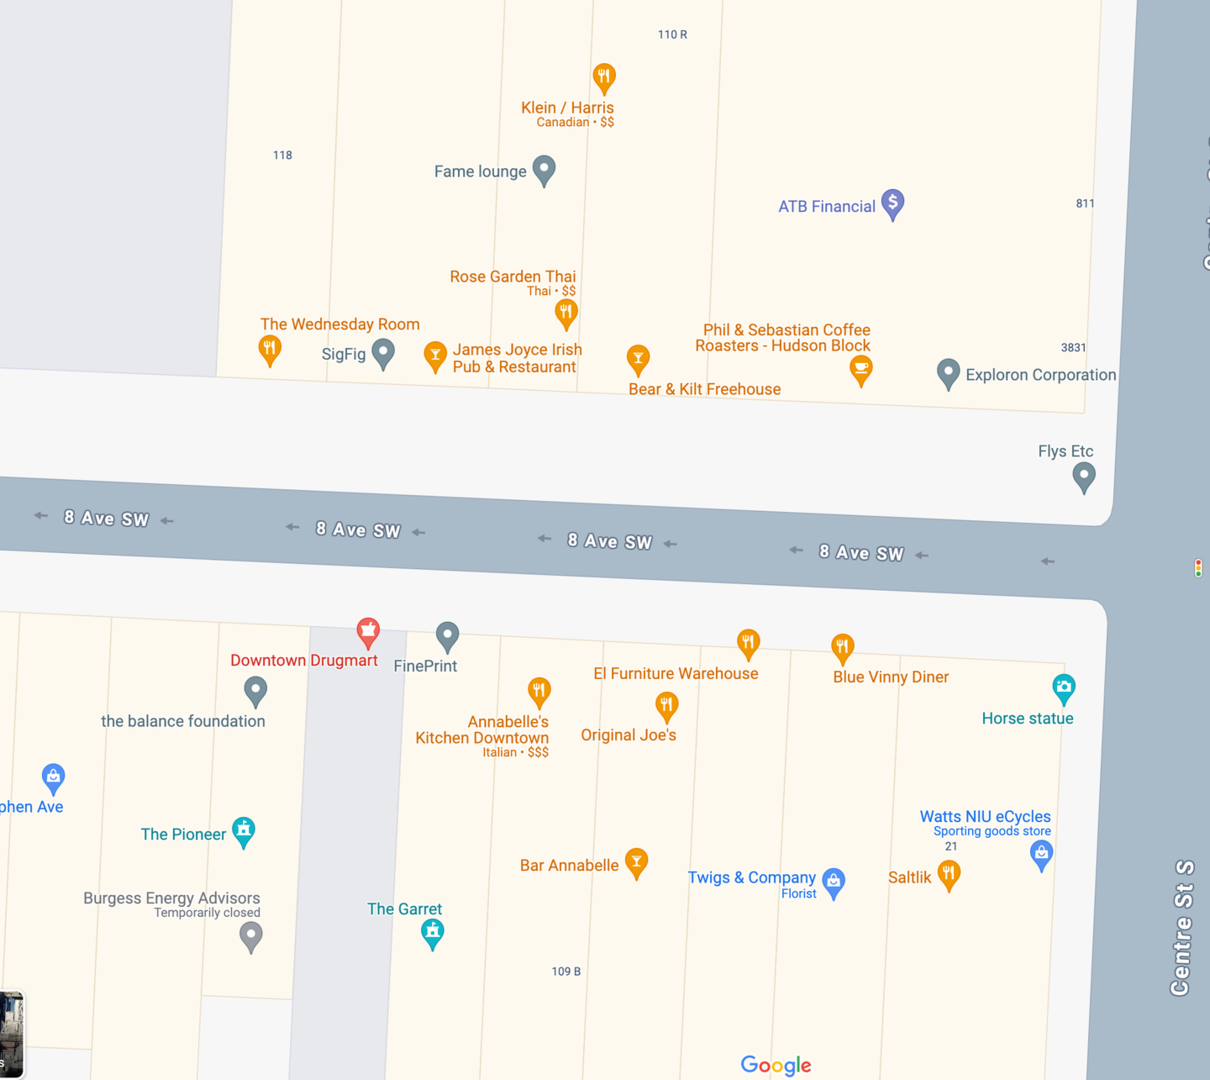 110 R
Klein / Harris
Canadian • $$
118
Fame lounge
ATB Financial
$
811
Rose Garden Thai
Thai • $$
The Wednesday Room
SigFig
James Joyce Irish
Pub & Restaurant
Phil & Sebastian Coffee
Roasters - Hudson Block
3831
Bear & Kilt Freehouse
Exploron Corporation
Flys Etc
8 Ave SW
8 Ave SW
8 Ave SW
8 Ave SW
Downtown Drugmart
FinePrint
El Furniture Warehouse
Blue Vinny Diner
the balance foundation
Annabelle's
Kitchen Downtown
Italian • $$$
Original Joe's
Horse statue
phen Ave
The Pioneer
Watts NIU eCycles
Sporting goods store
21
Bar Annabelle
Twigs & Company
Florist
Saltlik
Burgess Energy Advisors
Temporarily closed
The Garret
Centre St S
109 B
Google